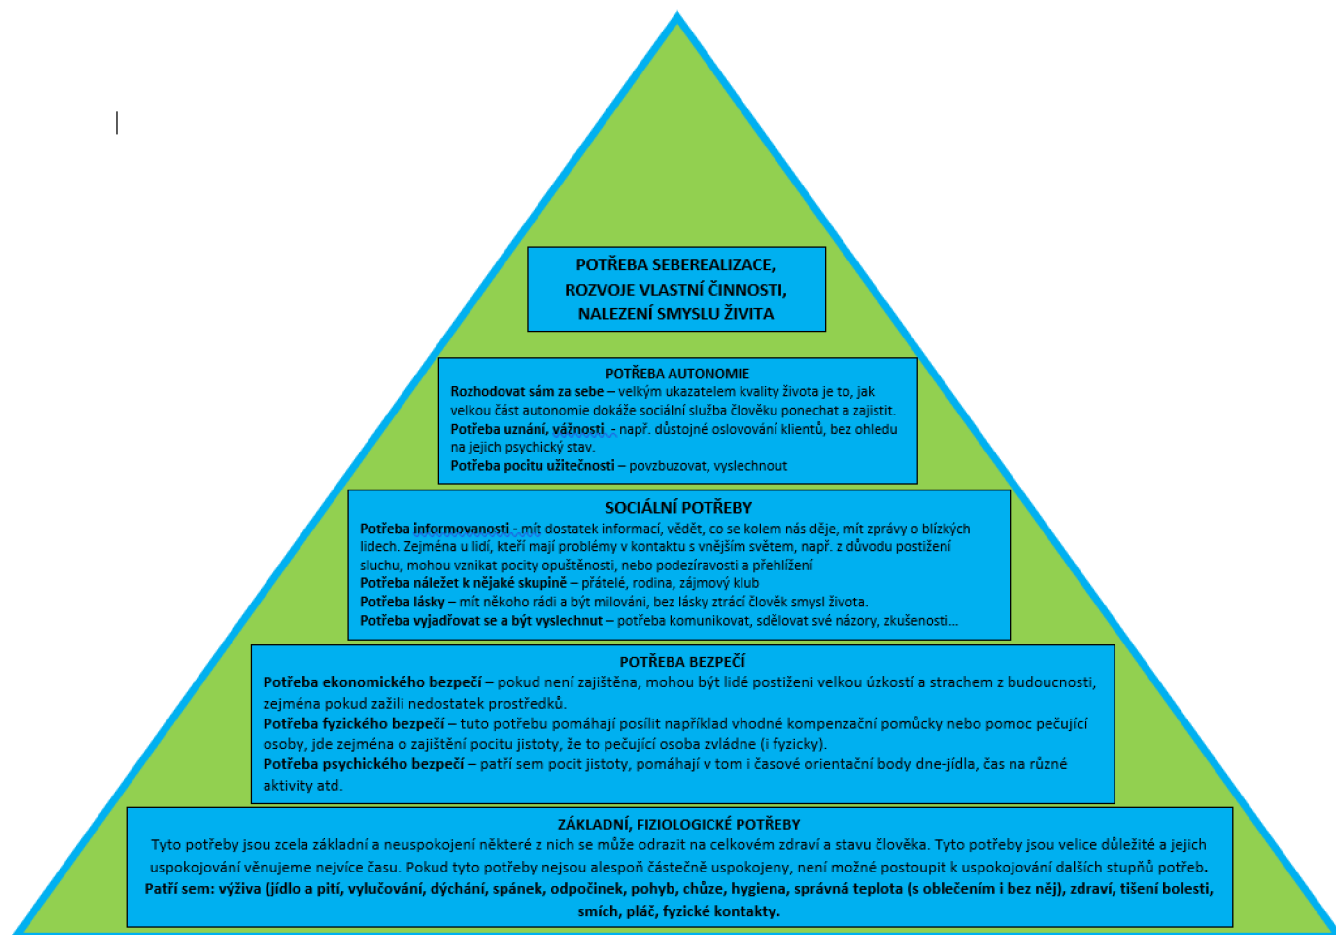 POTŘEBA SEBEREALIZACE,
ROZVOJE VLASTNÍ ČINNOSTI,
NALEZENÍ SMYSLU ŽIVITA
POTŘEBA AUTONOMIE
Rozhodovat sám za sebe – velkým ukazatelem kvality života je to, jak
velkou část autonomie dokáže sociální služba člověku ponechat a zajistit.
Potřeba uznání, vážnosti - např. důstojné oslovování klientů, bez ohledu
na jejich psychický stav.
Potřeba pocitu užitečnosti – povzbuzovat, vyslechnout
SOCIÁLNÍ POTŘEBY
Potřeba informovanosti - mít dostatek informací, vědět, co se kolem nás děje, mít zprávy o blízkých
lidech. Zejména u lidí, kteří mají problémy v kontaktu s vnějším světem, např. z důvodu postižení
sluchu, mohou vznikat pocity opuštěnosti, nebo podezíravosti a přehlížení
Potřeba náležet k nějaké skupině – přátelé, rodina, zájmový klub
Potřeba lásky – mít někoho rádi a být milováni, bez lásky ztrácí člověk smysl života.
Potřeba vyjadřovat se a být vyslechnut – potřeba komunikovat, sdělovat své názory, zkušenosti…
POTŘEBA BEZPEČÍ
Potřeba ekonomického bezpečí – pokud není zajištěna, mohou být lidé postiženi velkou úzkostí a strachem z budoucnosti,
zejména pokud zažili nedostatek prostředků.
Potřeba fyzického bezpečí – tuto potřebu pomáhají posílit například vhodné kompenzační pomůcky nebo pomoc pečující
osoby, jde zejména o zajištění pocitu jistoty, že to pečující osoba zvládne (i fyzicky).
Potřeba psychického bezpečí – patří sem pocit jistoty, pomáhají v tom i časové orientační body dne-jídla, čas na různé
aktivity atd.
ZÁKLADNÍ, FIZIOLOGICKÉ POTŘEBY
Tyto potřeby jsou zcela základní a neuspokojení některé z nich se může odrazit na celkovém zdraví a stavu člověka. Tyto potřeby jsou velice důležité a jejich
uspokojování věnujeme nejvíce času. Pokud tyto potřeby nejsou alespoň částečně uspokojeny, není možné postoupit k uspokojování dalších stupňů potřeb.
Patří sem: výživa (jídlo a pití, vylučování, dýchání, spánek, odpočinek, pohyb, chůze, hygiena, správná teplota (s oblečením i bez něj), zdraví, tišení bolesti,
smích, pláč, fyzické kontakty.